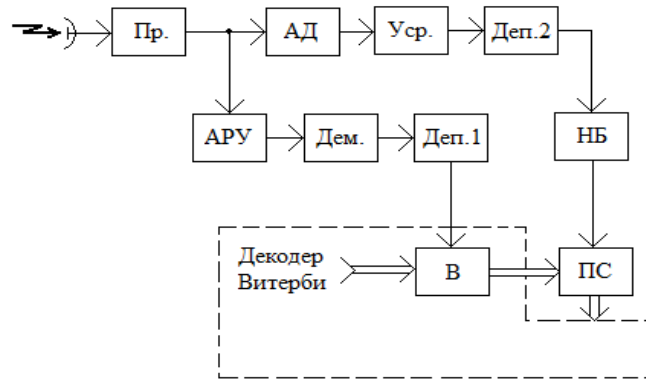 Пр.
АД
Уср.
Деп.2
АРУ
Дем.
Деп.1
НБ
Декодер
Витерби
В
ПС